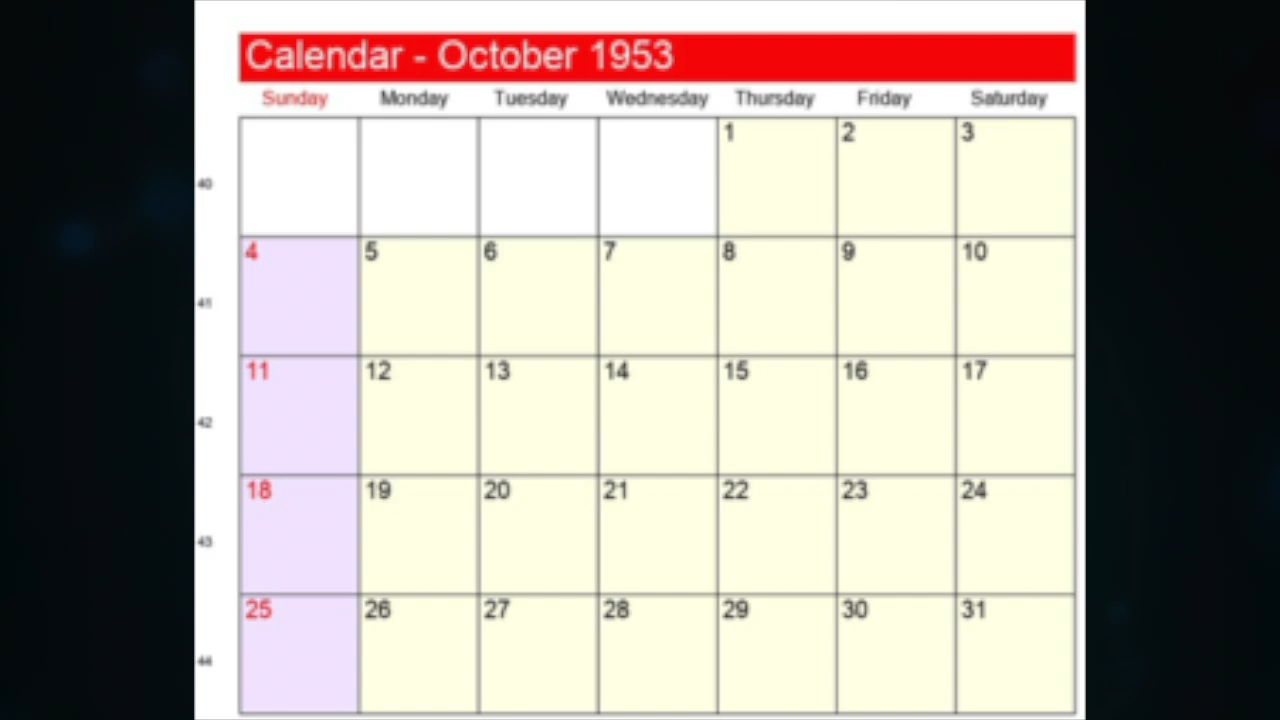 Calendar - October 1953
Sunday Monday Tuesday Wednesday Thursday Friday Saturday
1 2 3
40
4 5 6 7 8 9 10
41
11 12 13 14 15 16 17
42
18 19 20 21 22 23 24
43
25 26 27 28 29 30 31
44